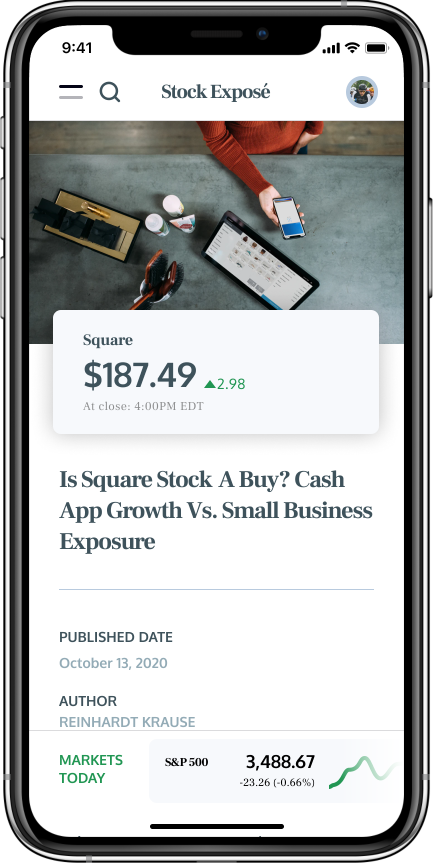 9:41
Stock Exposé
Square
$187.49 ▲2.98
At close: 4:00PM EDT
Is Square Stock A Buy? Cash
App Growth Vs. Small Business
Exposure
PUBLISHED DATE
October 13, 2020
AUTHOR
REINHARDT KRAUSE
MARKETS
TODAY
S&P 500
3,488.67
-23.26 (-0.66%)